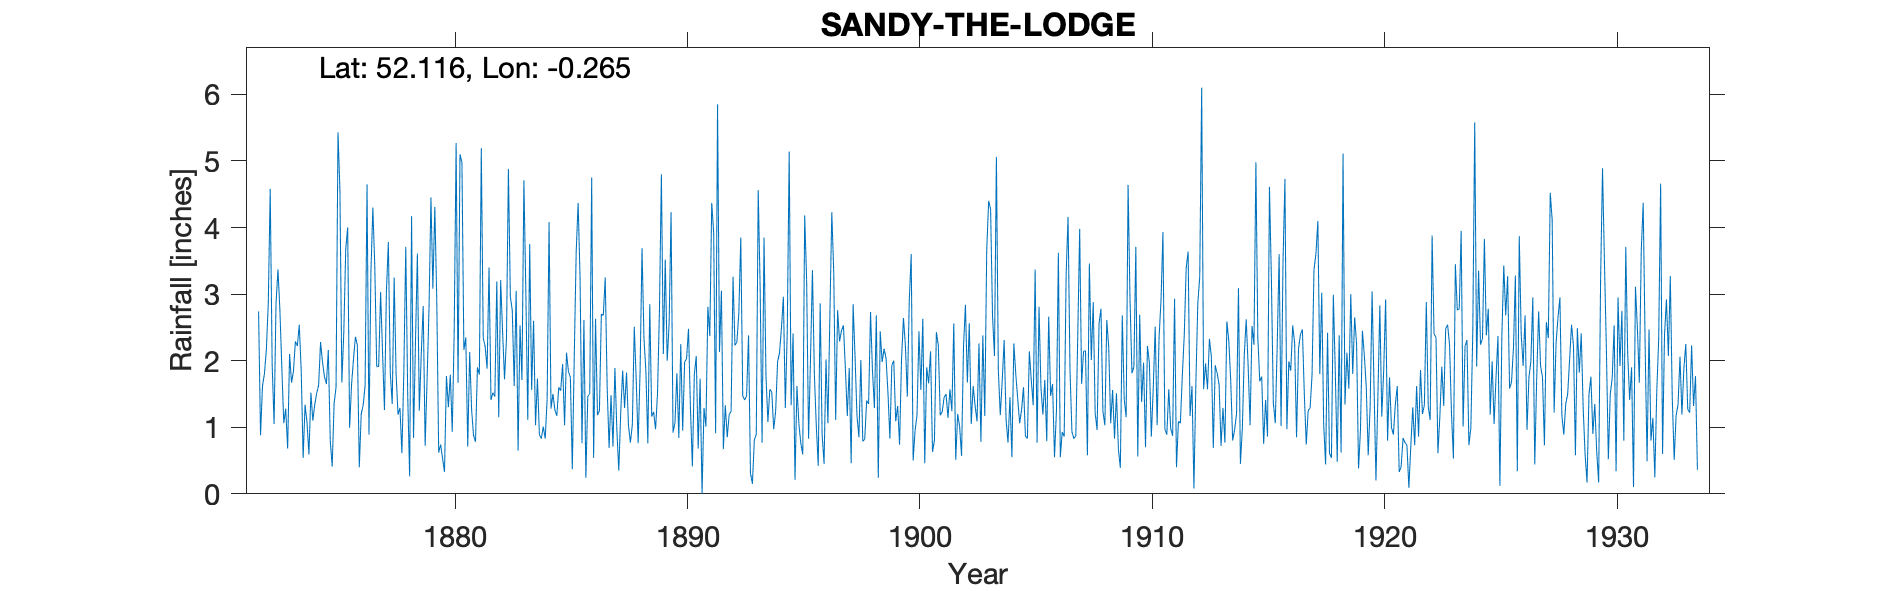 SANDY-THE-LODGE
Lat: 52.116, Lon: -0.265
Rainfall [inches]
6
5
4
3
2
1
0
1880 1890 1900 1910 1920 1930
Year